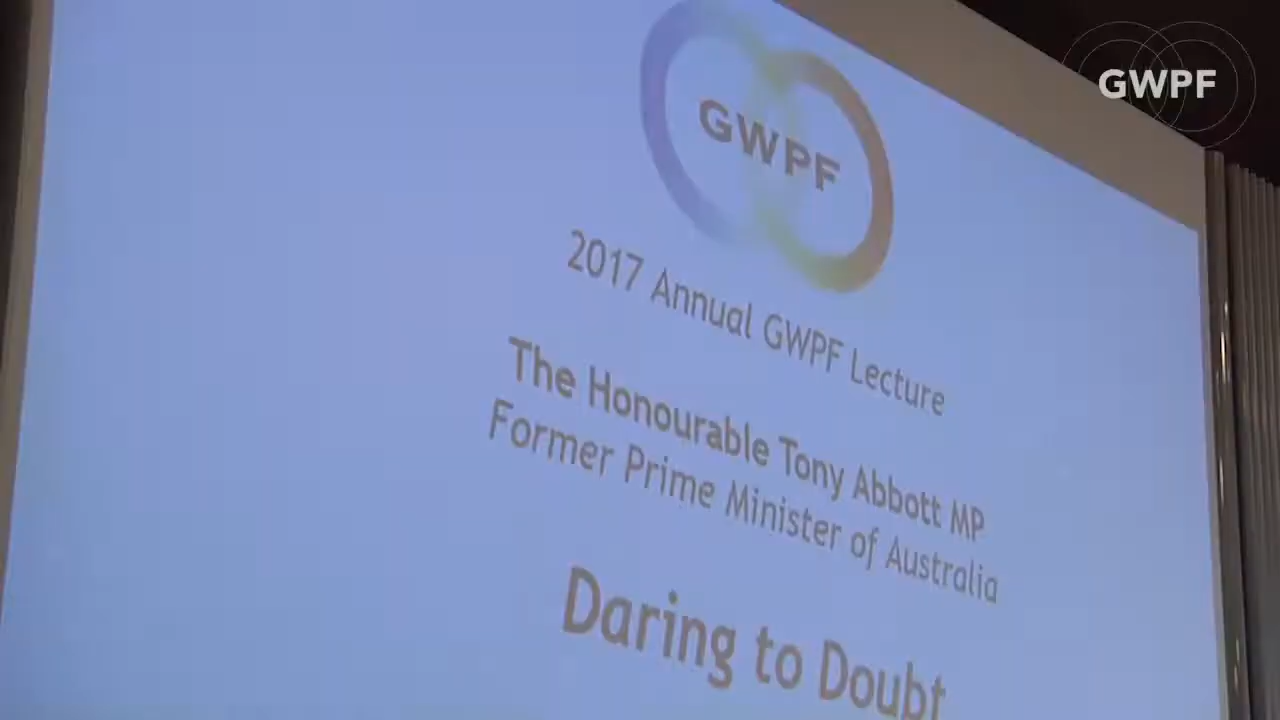 GWPF
GWPF
2017 Annual GWPF Lecture
The Honourable Tony Abbott MP
Former Prime Minister of Australia
Daring to Doubt